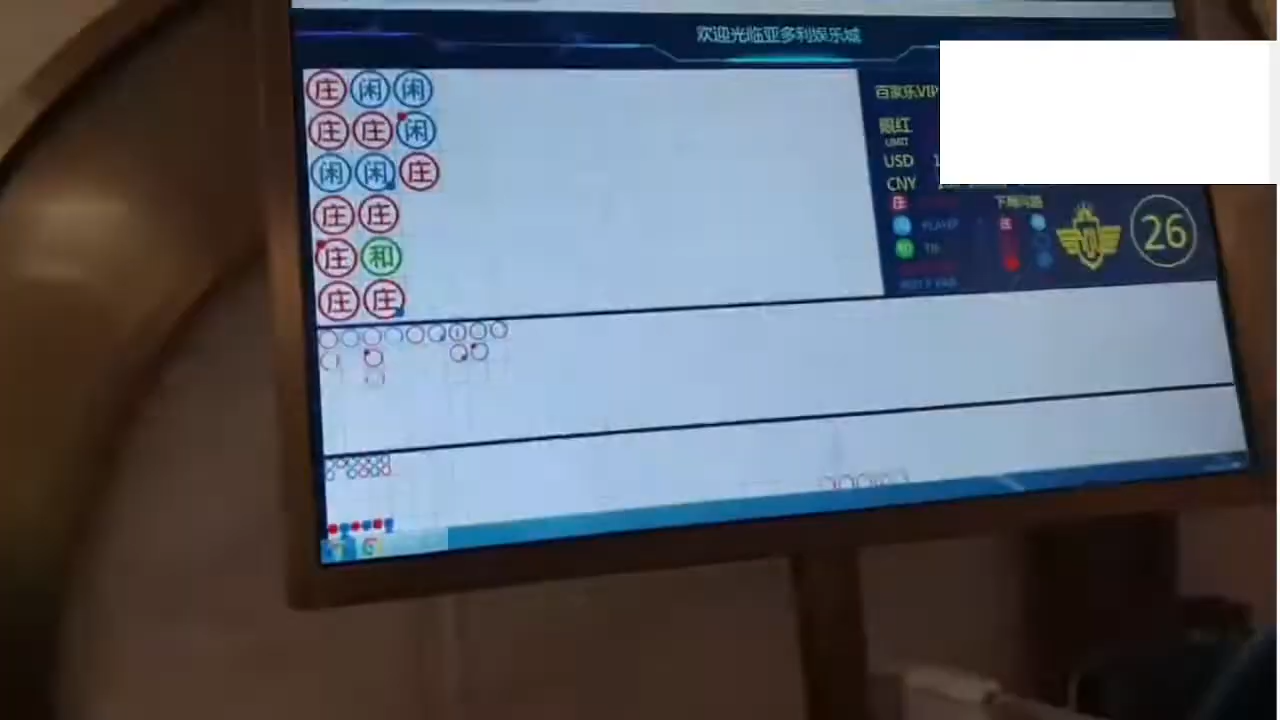 欢迎光临亚多利娱乐城
庄 闲 闲
庄 庄 闲
闲 闲 庄
庄 庄
庄 和
庄 庄
百家乐VIP
限红
LIMIT
USD
CNY
庄
闲 PLAYER
和 TIE
下局问路
庄
26